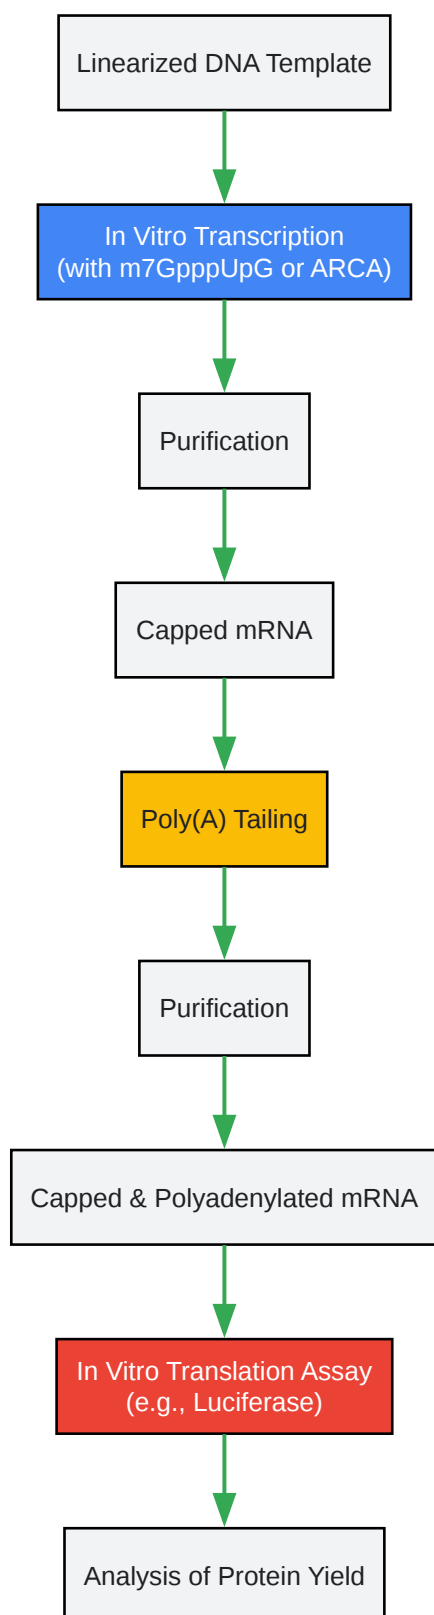 Linearized DNA Template
In Vitro Transcription
(with m7GpppUpG or ARCA)
Purification
Capped mRNA
Poly(A) Tailing
Purification
Capped & Polyadenylated mRNA
In Vitro Translation Assay
(e.g., Luciferase)
Analysis of Protein Yield